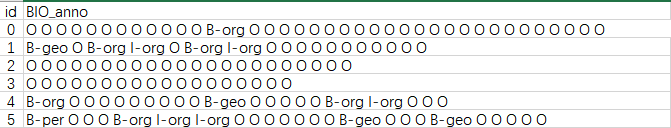 id BIO_anno
0 O O O O O O O O O O O O B-org O O O O O O O O O O O O O O O O O O O O O O O O
1 B-geo O B-org I-org O B-org I-org O O O O O O O O O O O
2 O O O O O O O O O O O O O O O O O O O O O O
3 O O O O O O O O O O O O O O O O O O
4 B-org O O O O O O O O O B-geo O O O O O B-org I-org O O O
5 B-per O O O B-org I-org I-org O O O O O O O B-geo O O O B-geo O O O O O